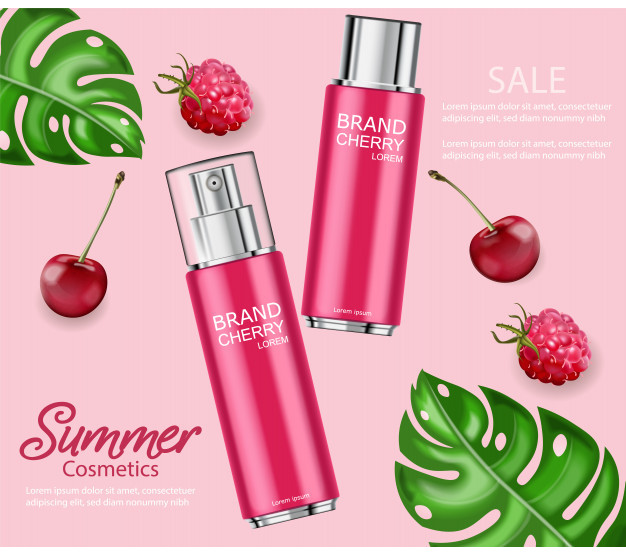 SALE
Lorem ipsum dolor sit amet, consectetuer
adipiscing elit, sed diam nonummy nibh
Lorem ipsum dolor sit amet, consectetuer
adipiscing elit, sed diam nonummy nibh
BRAND
CHERRY
LOREM
Lorem ipsum
BRAND
CHERRY
LOREM
Lorem ipsum
Summer
Cosmetics
Lorem ipsum dolor sit amet, consectetuer
adipiscing elit, sed diam nonummy nibh